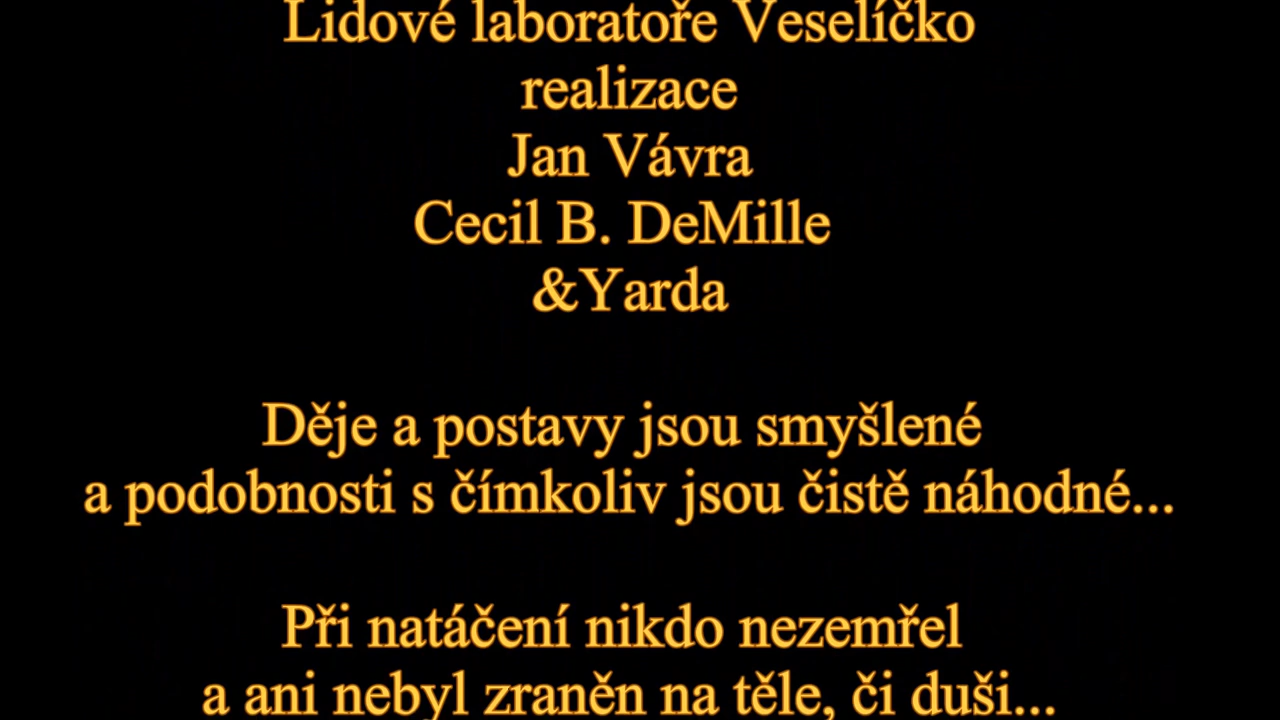 Lidové laboratoře Veselíčko
realizace
Jan Vávra
Cecil B. DeMille
&Yarda
Děje a postavy jsou smyšlené
a podobnosti s čímkoliv jsou čistě náhodné...
Při natáčení nikdo nezemřel
a ani nebyl zraněn na těle, či duši...